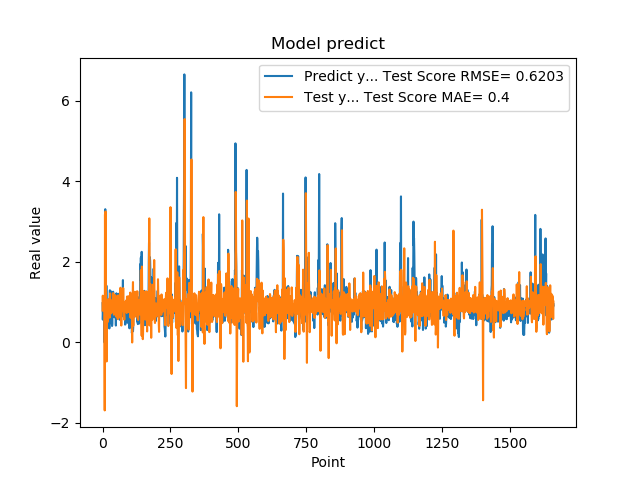 Model predict
Predict y... Test Score RMSE= 0.6203
Test y... Test Score MAE= 0.4
Real value
6
4
2
0
−2
0 250 500 750 1000 1250 1500
Point